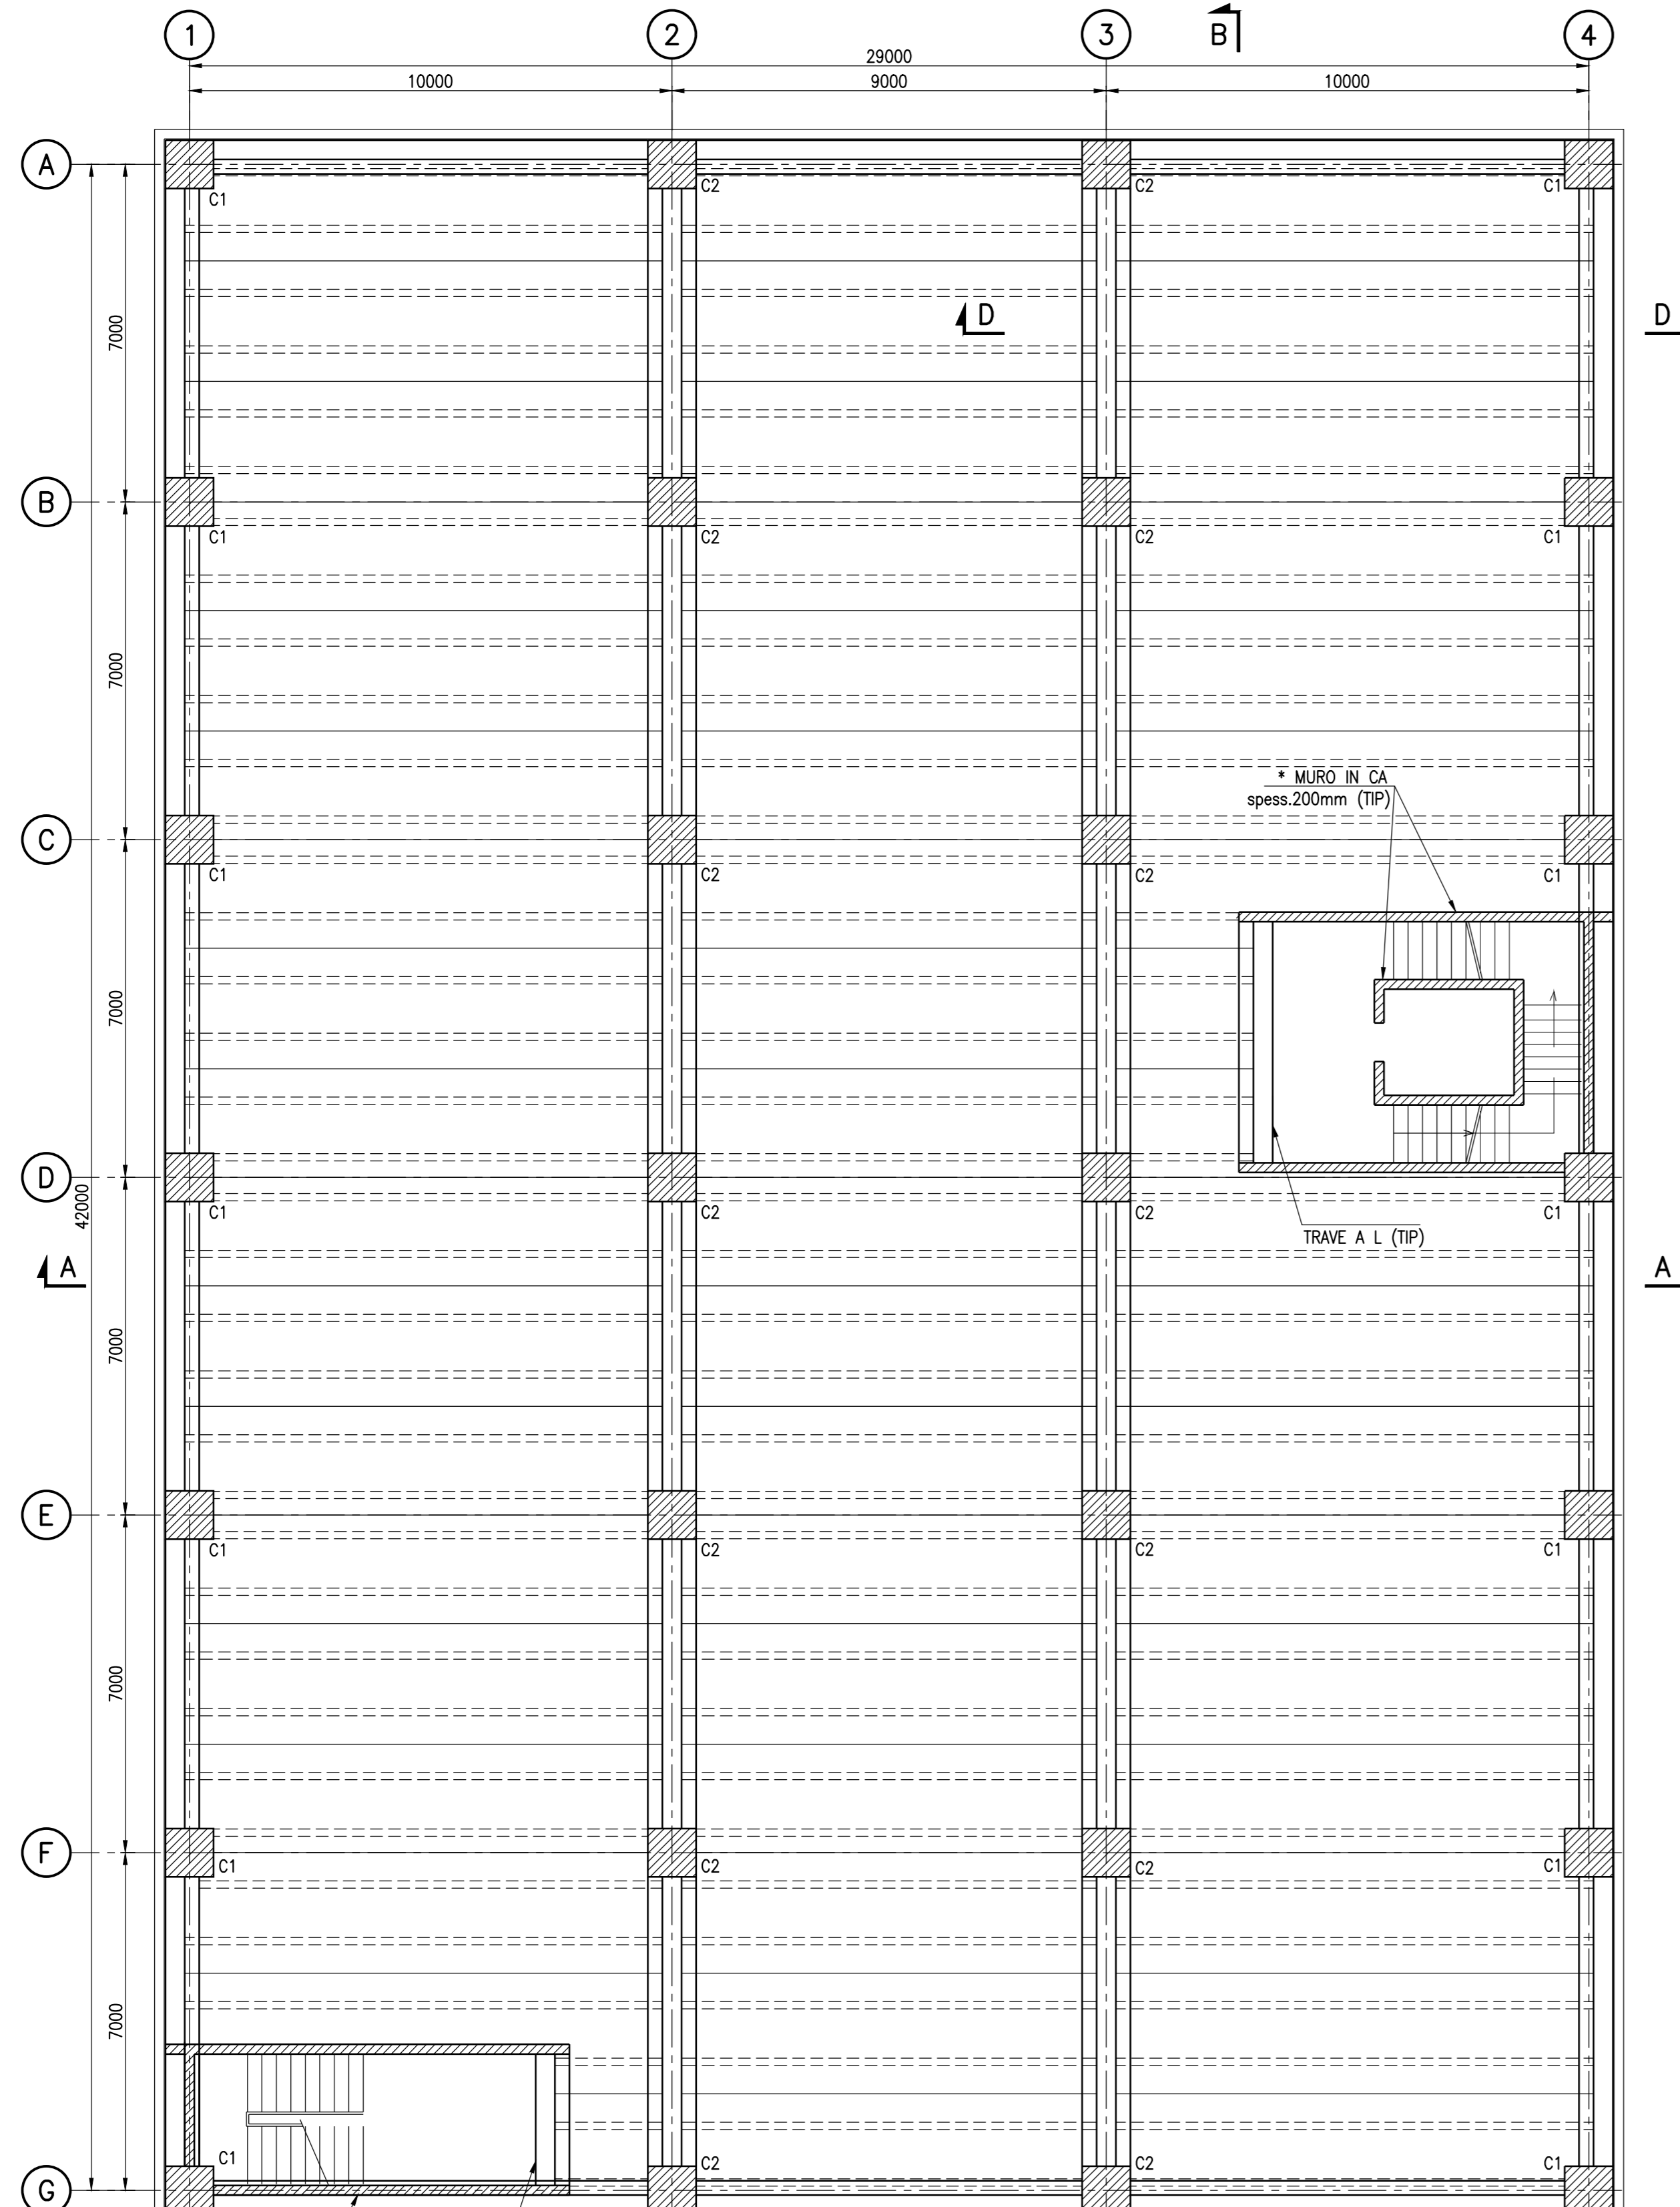 1 2 3 B 4
29000
10000 9000 10000
A
C1 C2 C2 C1
7000
D D
B
C1 C2 C2 C1
7000
* MURO IN CA
spess.200mm (TIP)
C
C1 C2 C2 C1
7000
D
42000
C1 C2 C2 C1
TRAVE A L (TIP)
A A
7000
E
C1 C2 C2 C1
7000
F
C1 C2 C2 C1
7000
C1 C2 C2 C1
G